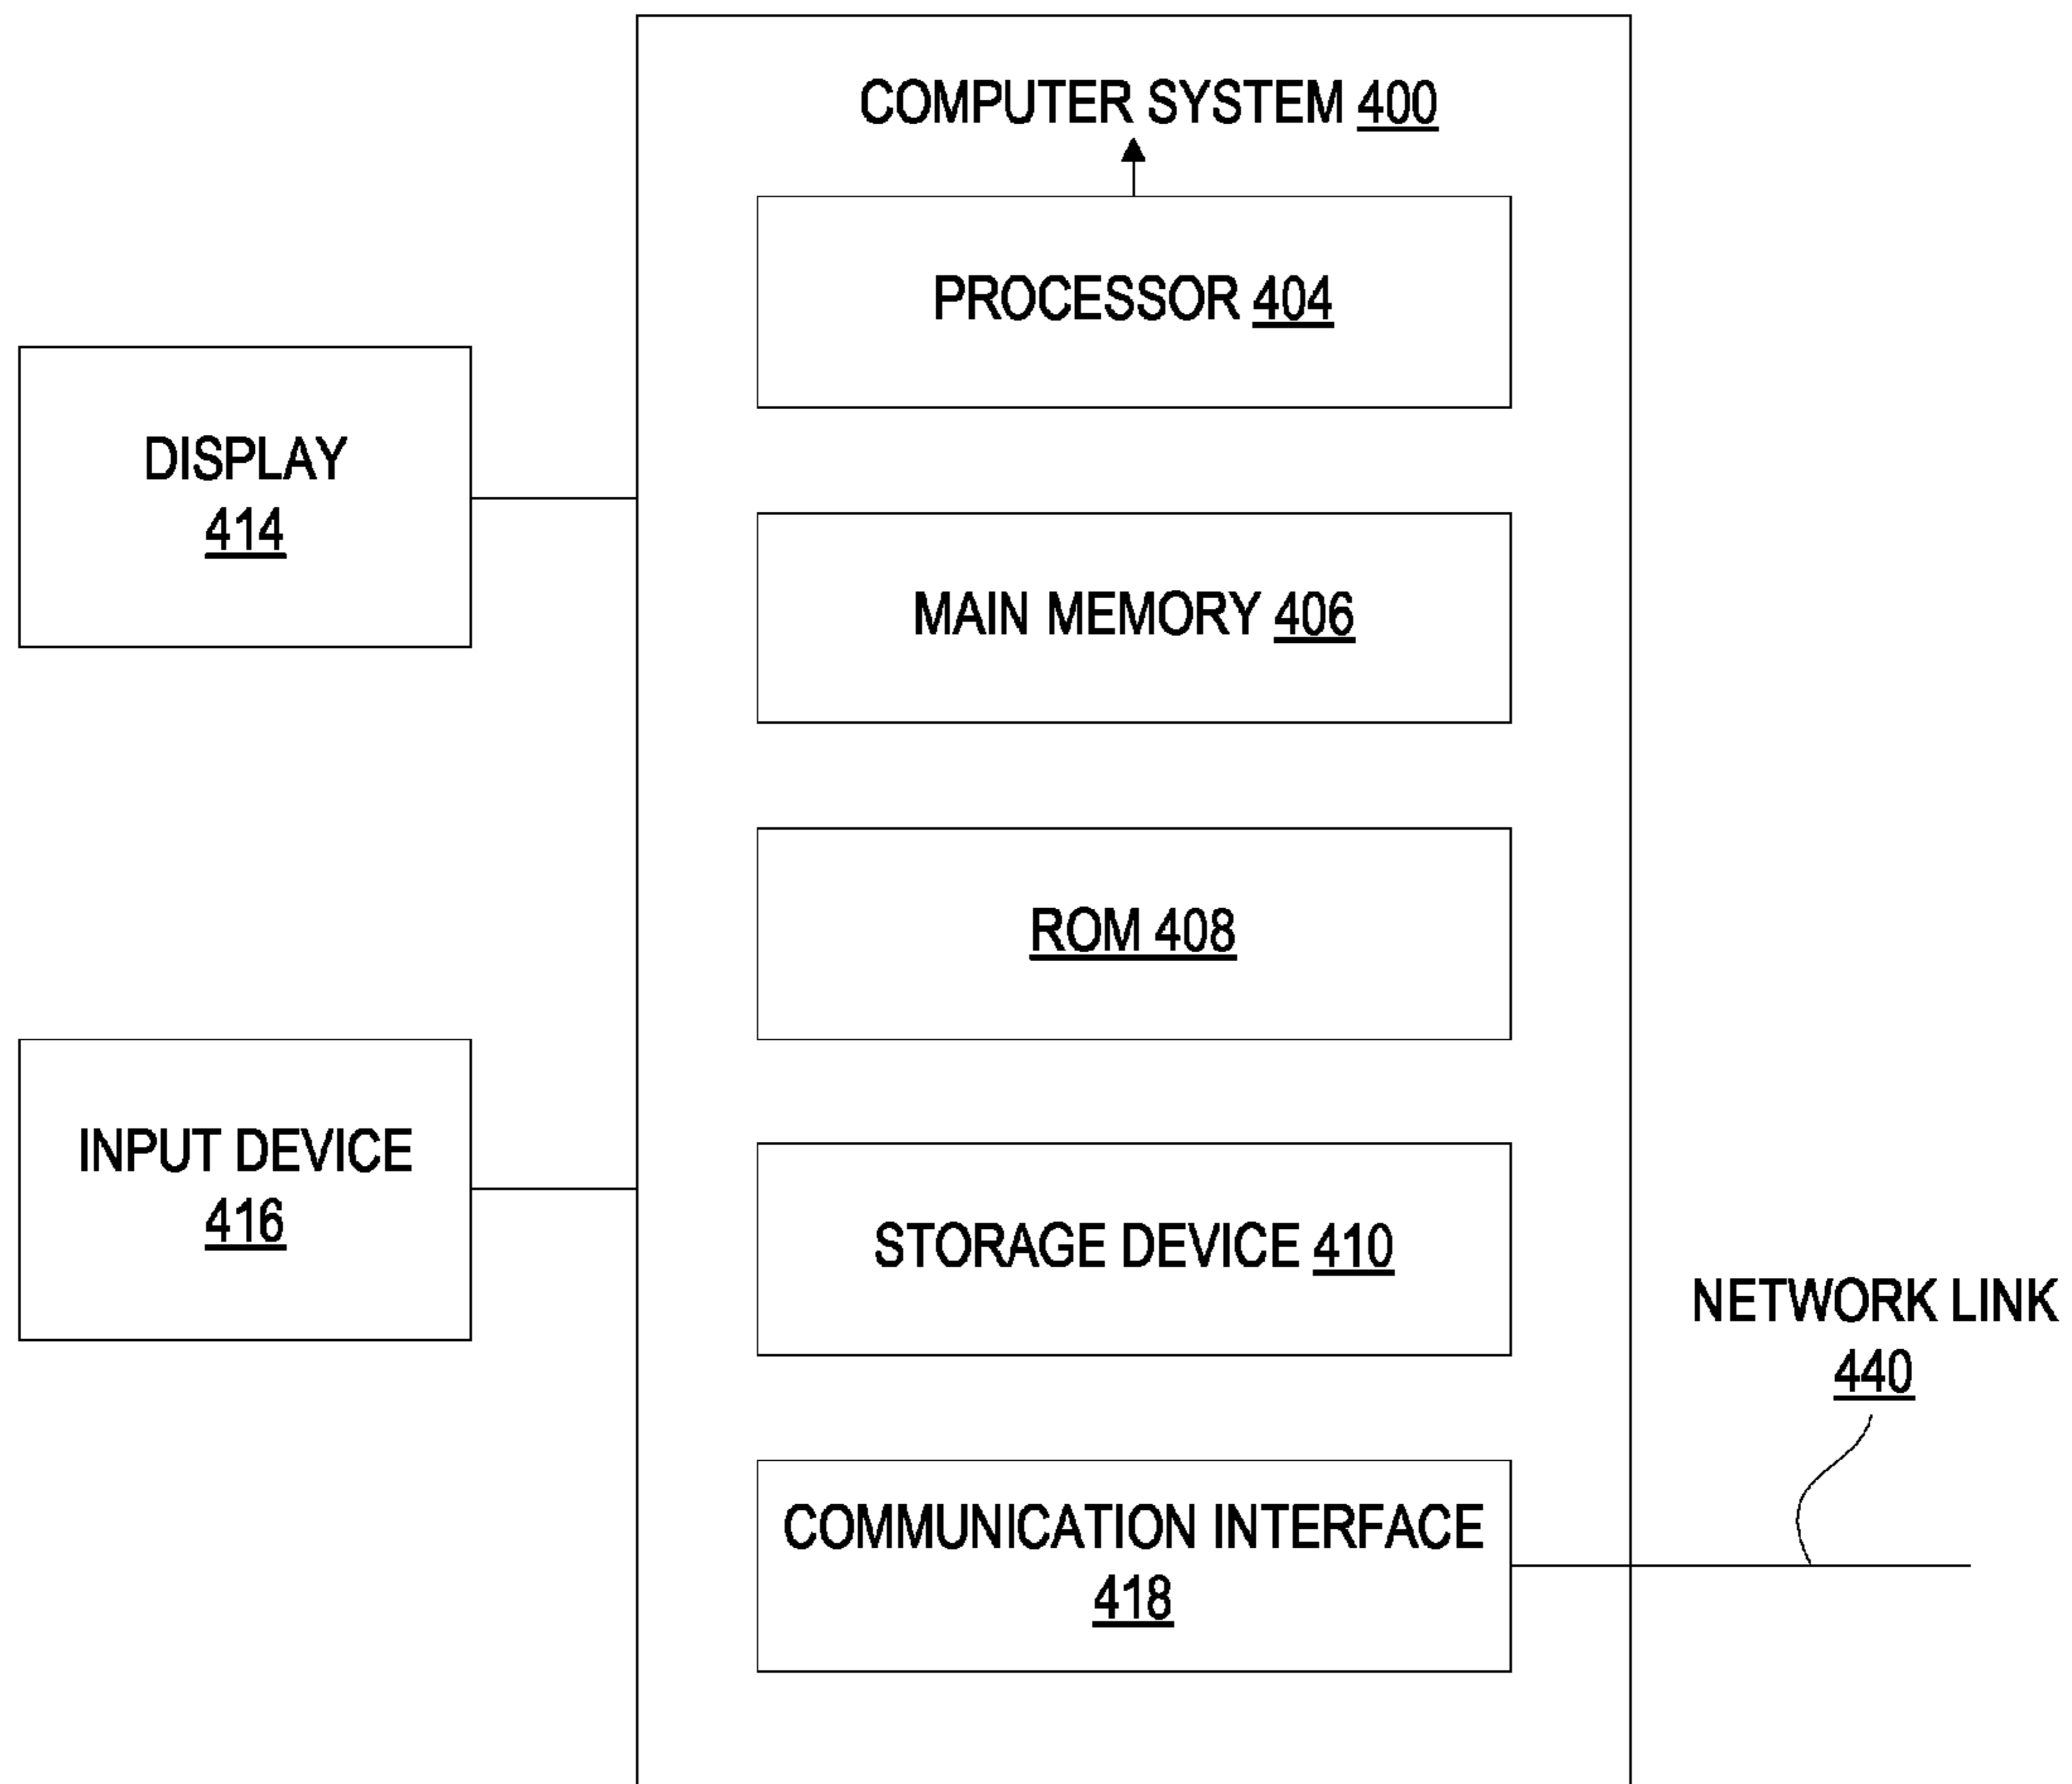 COMPUTER SYSTEM 400
PROCESSOR 404
DISPLAY
414
MAIN MEMORY 406
ROM 408
INPUT DEVICE
416
STORAGE DEVICE 410
NETWORK LINK
440
COMMUNICATION INTERFACE
418